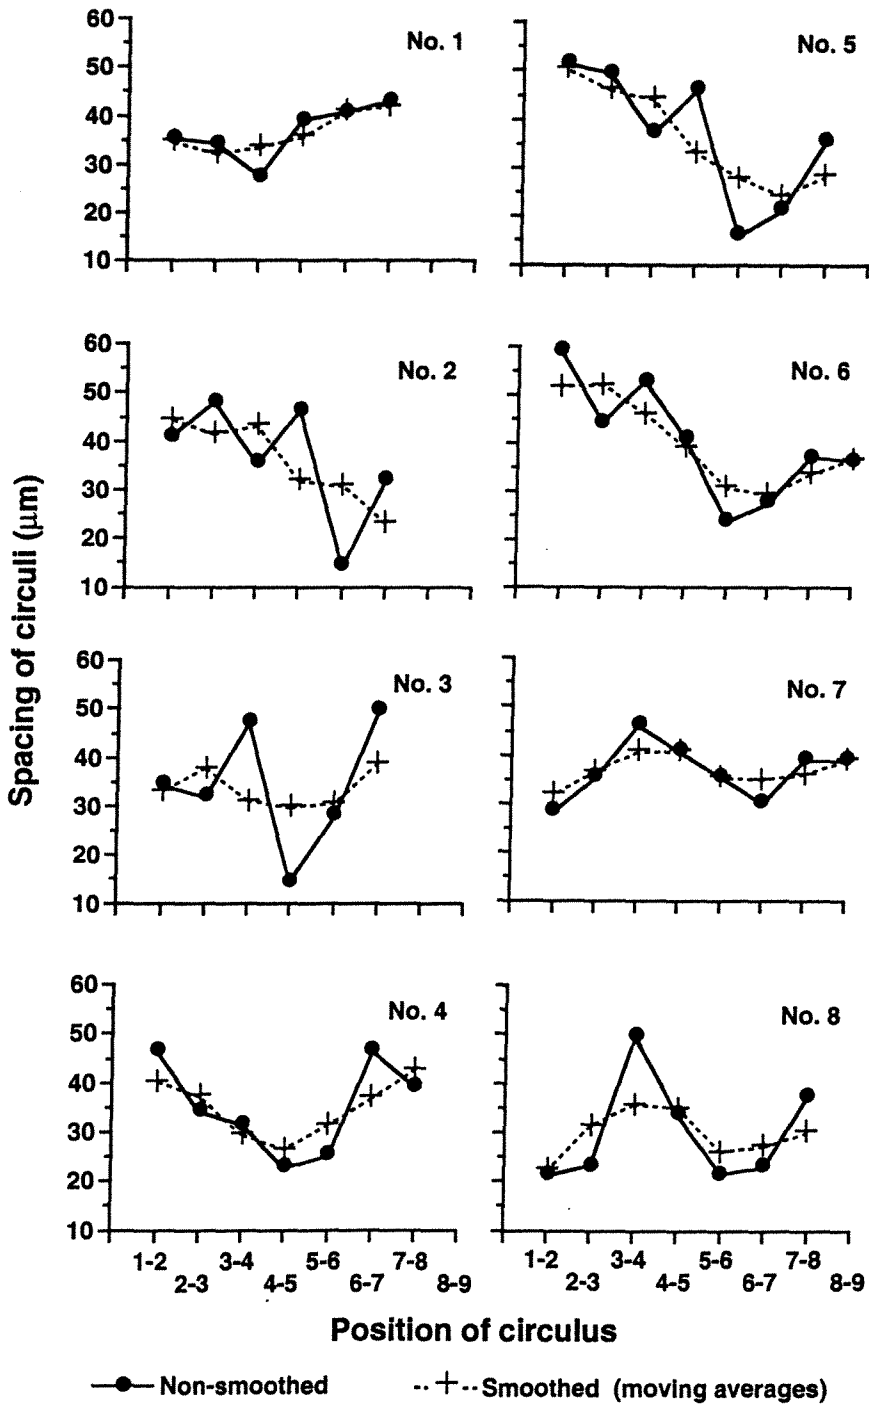 60
50
40
30
20
10
No. 1
No. 5
60
50
40
30
20
10
No. 2
No. 6
60
50
40
30
20
10
No. 3
No. 7
60
50
40
30
20
10
No. 4
No. 8
Spacing of circuli (μm)
1-2 3-4 5-6 7-8
2-3 4-5 6-7 8-9
1-2 3-4 5-6 7-8
2-3 4-5 6-7 8-9
Position of circulus
Non-smoothed
Smoothed (moving averages)